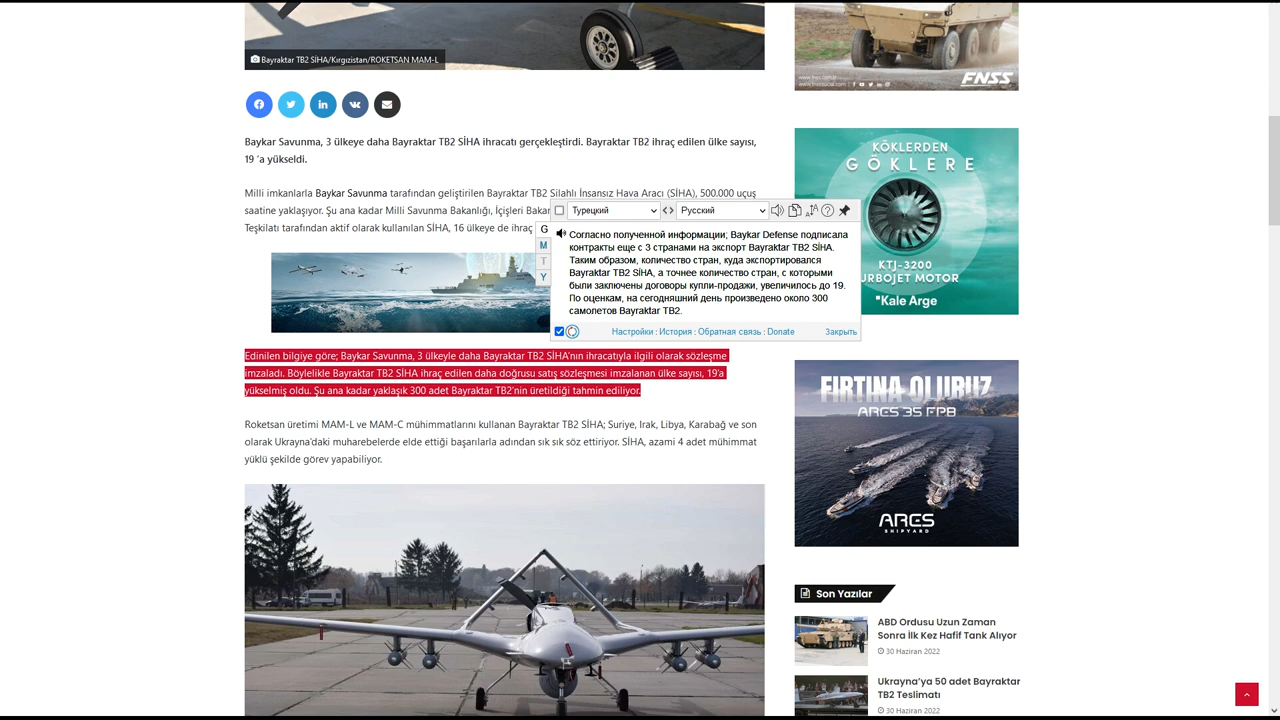 Bayraktar TB2 SİHA/Kırgızistan/ROKETSAN MAM-L
FNSS
Baykar Savunma, 3 ülkeye daha Bayraktar TB2 SİHA ihracatı gerçekleştirdi. Bayraktar TB2 ihraç edilen ülke sayısı,
19 ‘a yükseldi.
Milli imkanlarla Baykar Savunma tarafından geliştirilen Bayraktar TB2 Silahlı İnsansız Hava Aracı (SİHA), 500.000 uçuş
saatine yaklaşıyor. Şu ana kadar Milli Savunma Bakanlığı, İçişleri Bakan
Teşkilatı tarafından aktif olarak kullanılan SİHA, 16 ülkeye de ihraç
Турецкий
Русский
G
M
T
Y
Согласно полученной информации; Baykar Defense подписала
контракты еще с 3 странами на экспорт Bayraktar TB2 SİHA.
Таким образом, количество стран, куда экспортировался
Bayraktar TB2 SİHA, а точнее количество стран, с которыми
были заключены договоры купли-продажи, увеличилось до 19.
По оценкам, на сегодняшний день произведено около 300
самолетов Bayraktar TB2.
Настройки : История : Обратная связь : Donate
Закрыть
Edinilen bilgiye göre; Baykar Savunma, 3 ülkeyle daha Bayraktar TB2 SİHA’nın ihracatıyla ilgili olarak sözleşme
imzaladı. Böylelikle Bayraktar TB2 SİHA ihraç edilen daha doğrusu satış sözleşmesi imzalanan ülke sayısı, 19’a
yükselmiş oldu. Şu ana kadar yaklaşık 300 adet Bayraktar TB2’nin üretildiği tahmin ediliyor.
Roketsan üretimi MAM-L ve MAM-C mühimmatlarını kullanan Bayraktar TB2 SİHA; Suriye, Irak, Libya, Karabağ ve son
olarak Ukrayna’daki muharebelerde elde ettiği başarılarla adından sık sık söz ettiriyor. SİHA, azami 4 adet mühimmat
yüklü şekilde görev yapabiliyor.
KÖKLERDEN
GÖKLERE
KTJ-3200
URBOJET MOTOR
Kale Arge
FIRTINA OLURUZ
ARES 35 FPB
ARES
SHIPYARD
Son Yazılar
ABD Ordusu Uzun Zaman
Sonra İlk Kez Hafif Tank Alıyor
30 Haziran 2022
Ukrayna’ya 50 adet Bayraktar
TB2 Teslimatı
30 Haziran 2022